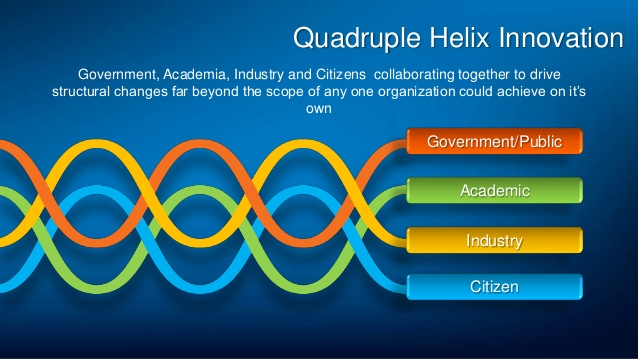 Quadruple Helix Innovation
Government, Academia, Industry and Citizens collaborating together to drive
structural changes far beyond the scope of any one organization could achieve on it's
own
Government/Public
Academic
Industry
Citizen